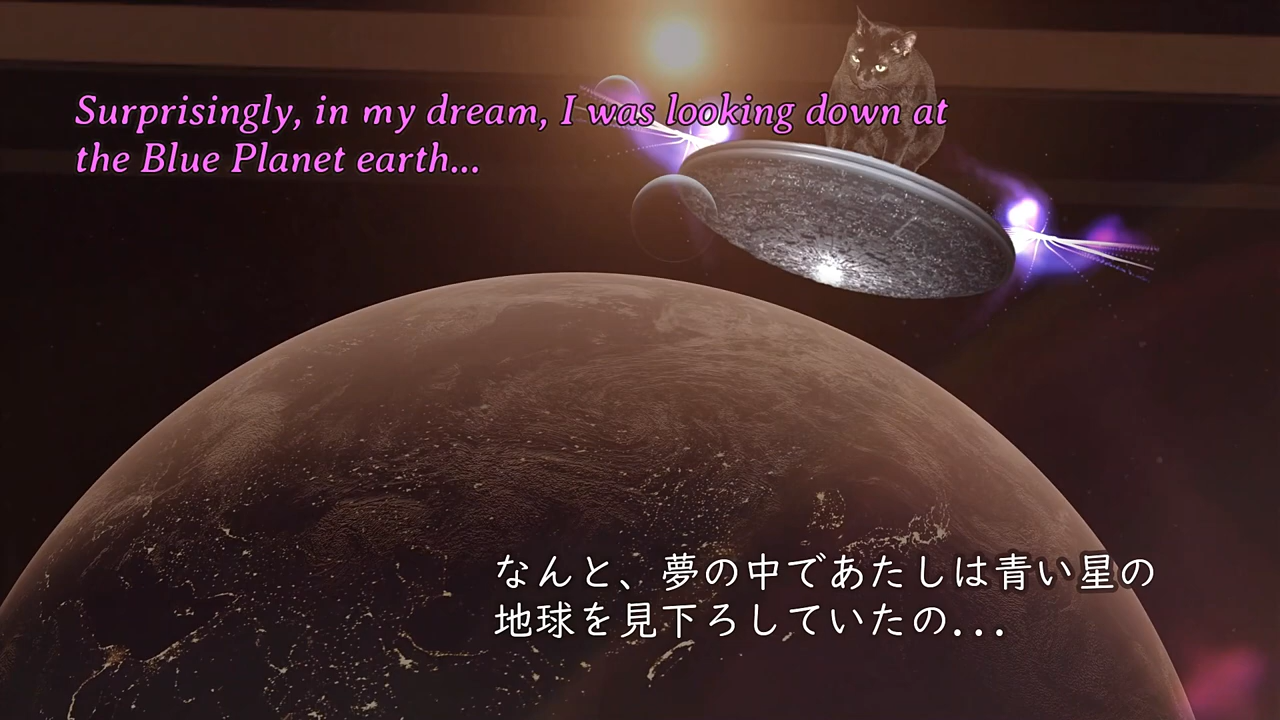 Surprisingly, in my dream, I was looking down at
the Blue Planet earth...
なんと、夢の中であたしは青い星の
地球を見下ろしていたの...